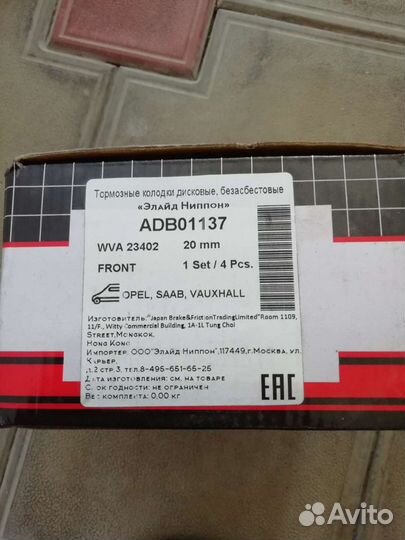 Тормозные колодки дисковые, безасбестовые
«Элайд Ниппон»
ADB01137
WVA 23402 20 mm
FRONT 1 Set / 4 Pcs.
OPEL, SAAB, VAUXHALL
Изготовитель:"Japan Brake&FrictionTradingLimited"Room 1109,
11/F., Witty Commercial Building, 1A-1L Tung Choi
Street,Mongkok,
Hong Kong
Импортер: ООО"Элайд Ниппон",117449,г.Москва, ул.
Карьер,
д.2 стр.3, тел.8-495-651-65-25
Дата изготовления: см. на товаре
Срок годности: не ограничен
Вес комплекта: 0,00 кг
EAC
Avito